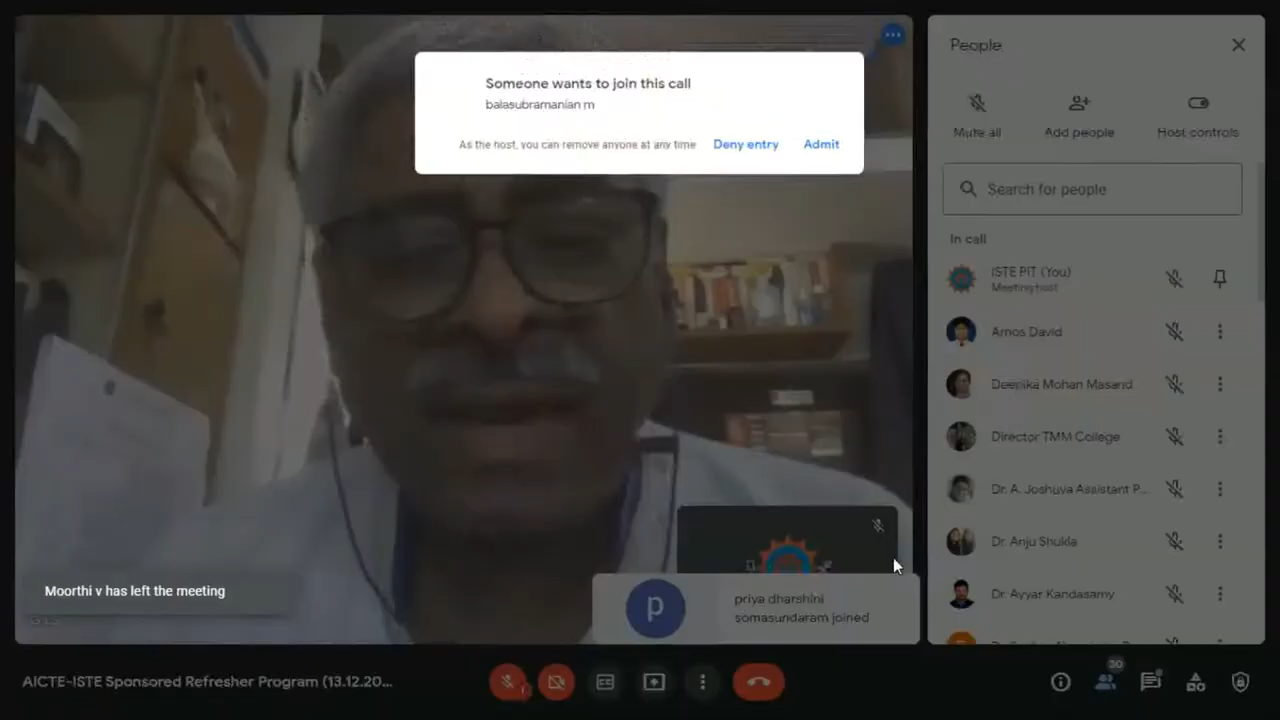 Someone wants to join this call
balasubramanian m
As the host, you can remove anyone at any time
Deny entry
Admit
People
Mute all
Add people
Host controls
Search for people
In call
ISTE PIT (You)
Meeting host
Amos David
Deepika Mohan Masand
Director TMM College
Dr. A. Joshuva Assistant P...
Dr. Anju Shukla
Dr. Ayyar Kandasamy
Moorthi v has left the meeting
p
priya dharshini
somasundaram joined
AICTE-ISTE Sponsored Refresher Program (13.12.20...
30